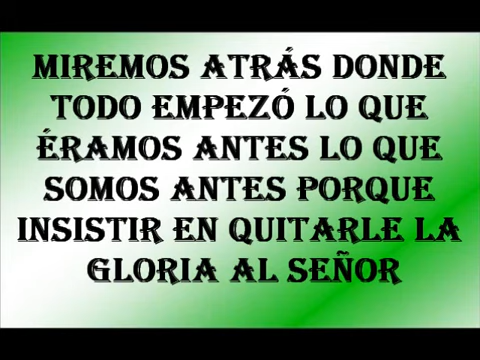 MIREMOS ATRÁS DONDE
TODO EMPEZÓ LO QUE
ÉRAMOS ANTES LO QUE
SOMOS ANTES PORQUE
INSISTIR EN QUITARLE LA
GLORIA AL SEÑOR